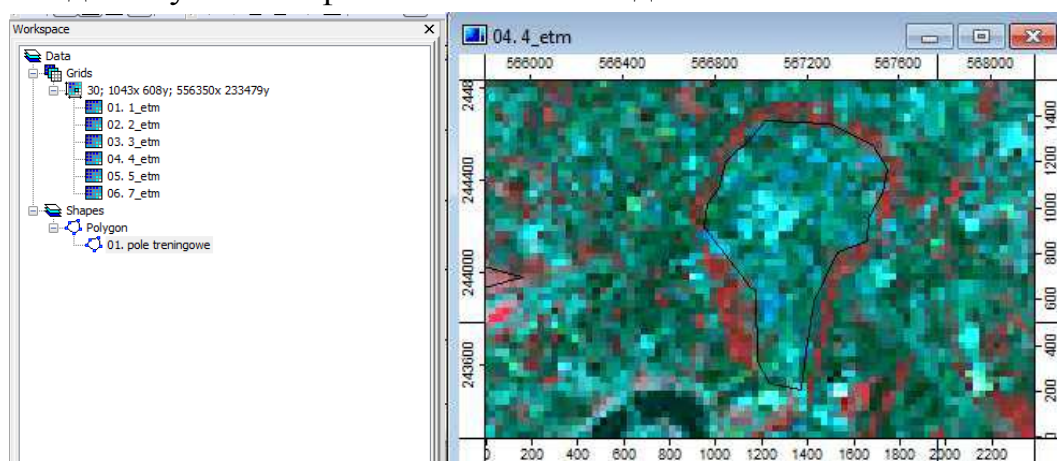 Workspace
X
Data
Grids
30; 1043x 608y; 556350x 233479y
01. 1_etm
02. 2_etm
03. 3_etm
04. 4_etm
05. 5_etm
06. 7_etm
Shapes
Polygon
01. pole treningowe
04. 4_etm
566000 566400 566800 567200 567600 568000
2448
244400
244000
243600
1400
1200
1000
800
600
400
200
0
0 200 400 600 800 1000 1200 1400 1600 1800 2000 2200